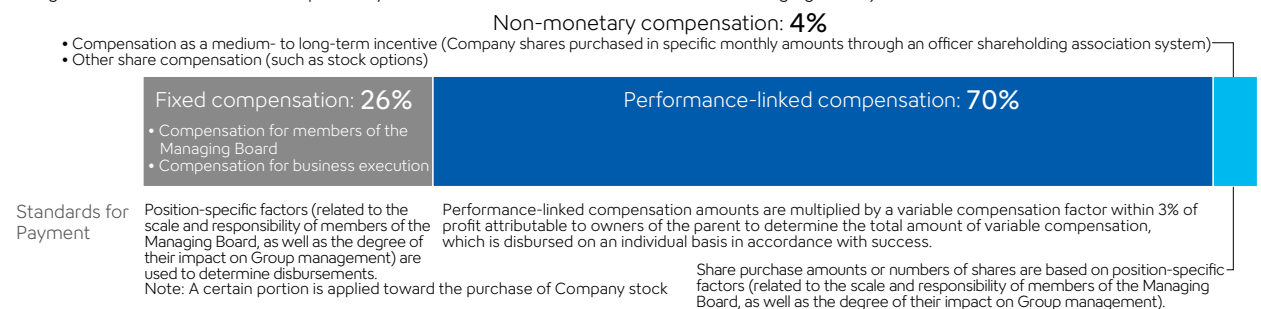 Non-monetary compensation: 4%
• Compensation as a medium- to long-term incentive (Company shares purchased in specific monthly amounts through an officer shareholding association system)
• Other share compensation (such as stock options)
Fixed compensation: 26%
• Compensation for members of the
Managing Board
• Compensation for business execution
Performance-linked compensation: 70%
Standards for
Payment
Position-specific factors (related to the
scale and responsibility of members of the
Managing Board, as well as the degree of
their impact on Group management) are
used to determine disbursements.
Note: A certain portion is applied toward the purchase of Company stock
Performance-linked compensation amounts are multiplied by a variable compensation factor within 3% of
profit attributable to owners of the parent to determine the total amount of variable compensation,
which is disbursed on an individual basis in accordance with success.
Share purchase amounts or numbers of shares are based on position-specific
factors (related to the scale and responsibility of members of the Managing
Board, as well as the degree of their impact on Group management).